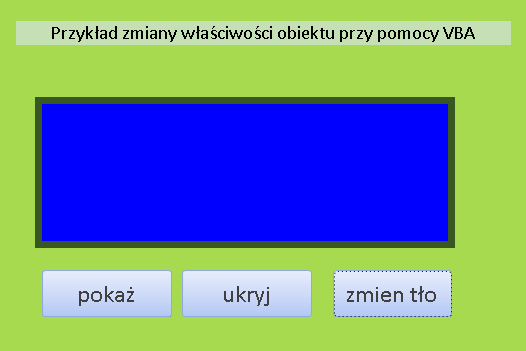 Przykład zmiany właściwości obiektu przy pomocy VBA
pokaż
ukryj
zmien tło